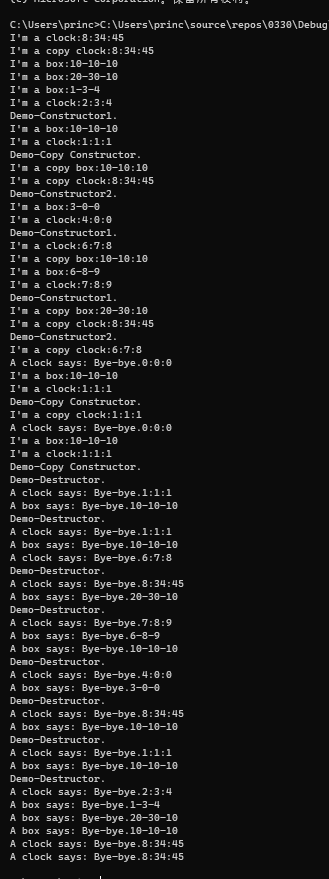 C:\Users\princ>C:\Users\princ\source\repos\0330\Debug
I'm a clock:8:34:45
I'm a copy clock:8:34:45
I'm a box:10-10-10
I'm a box:20-30-10
I'm a box:1-3-4
I'm a clock:2:3:4
Demo-Constructor1.
I'm a box:10-10-10
I'm a clock:1:1:1
Demo-Copy Constructor.
I'm a copy box:10-10:10
I'm a copy clock:8:34:45
Demo-Constructor2.
I'm a box:3-0-0
I'm a clock:4:0:0
Demo-Constructor1.
I'm a clock:6:7:8
I'm a copy box:10-10:10
I'm a box:6-8-9
I'm a clock:7:8:9
Demo-Constructor1.
I'm a copy box:20-30:10
I'm a copy clock:8:34:45
Demo-Constructor2.
I'm a copy clock:6:7:8
A clock says: Bye-bye.0:0:0
I'm a box:10-10-10
I'm a clock:1:1:1
Demo-Copy Constructor.
I'm a copy clock:1:1:1
A clock says: Bye-bye.0:0:0
I'm a box:10-10-10
I'm a clock:1:1:1
Demo-Copy Constructor.
Demo-Destructor.
A clock says: Bye-bye.1:1:1
A box says: Bye-bye.10-10-10
Demo-Destructor.
A clock says: Bye-bye.1:1:1
A box says: Bye-bye.10-10-10
A clock says: Bye-bye.6:7:8
Demo-Destructor.
A clock says: Bye-bye.8:34:45
A box says: Bye-bye.20-30-10
Demo-Destructor.
A clock says: Bye-bye.7:8:9
A box says: Bye-bye.6-8-9
A box says: Bye-bye.10-10-10
Demo-Destructor.
A clock says: Bye-bye.4:0:0
A box says: Bye-bye.3-0-0
Demo-Destructor.
A clock says: Bye-bye.8:34:45
A box says: Bye-bye.10-10-10
Demo-Destructor.
A clock says: Bye-bye.1:1:1
A box says: Bye-bye.10-10-10
Demo-Destructor.
A clock says: Bye-bye.2:3:4
A box says: Bye-bye.1-3-4
A box says: Bye-bye.20-30-10
A box says: Bye-bye.10-10-10
A clock says: Bye-bye.8:34:45
A clock says: Bye-bye.8:34:45